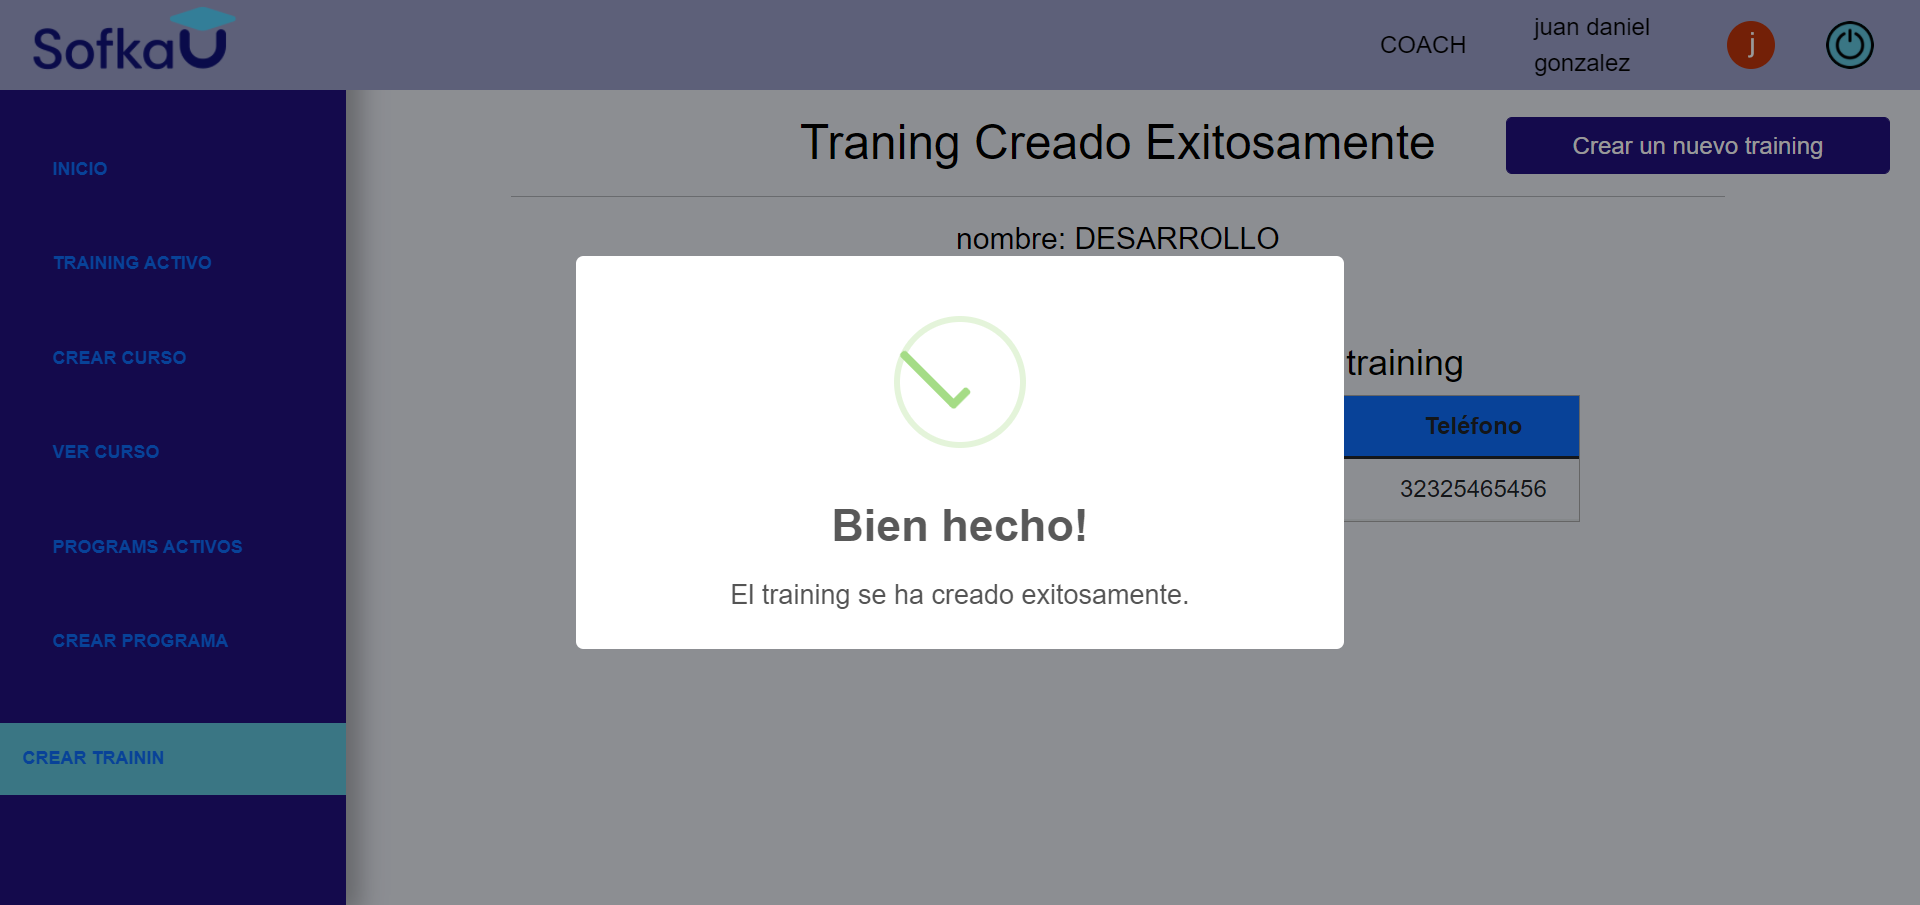 SofkaU
COACH
juan daniel
gonzalez
j
INICIO
TRAINING ACTIVO
CREAR CURSO
VER CURSO
PROGRAMS ACTIVOS
CREAR PROGRAMA
CREAR TRAININ
Traning Creado Exitosamente
Crear un nuevo training
nombre: DESARROLLO
training
Teléfono
32325465456
Bien hecho!
El training se ha creado exitosamente.